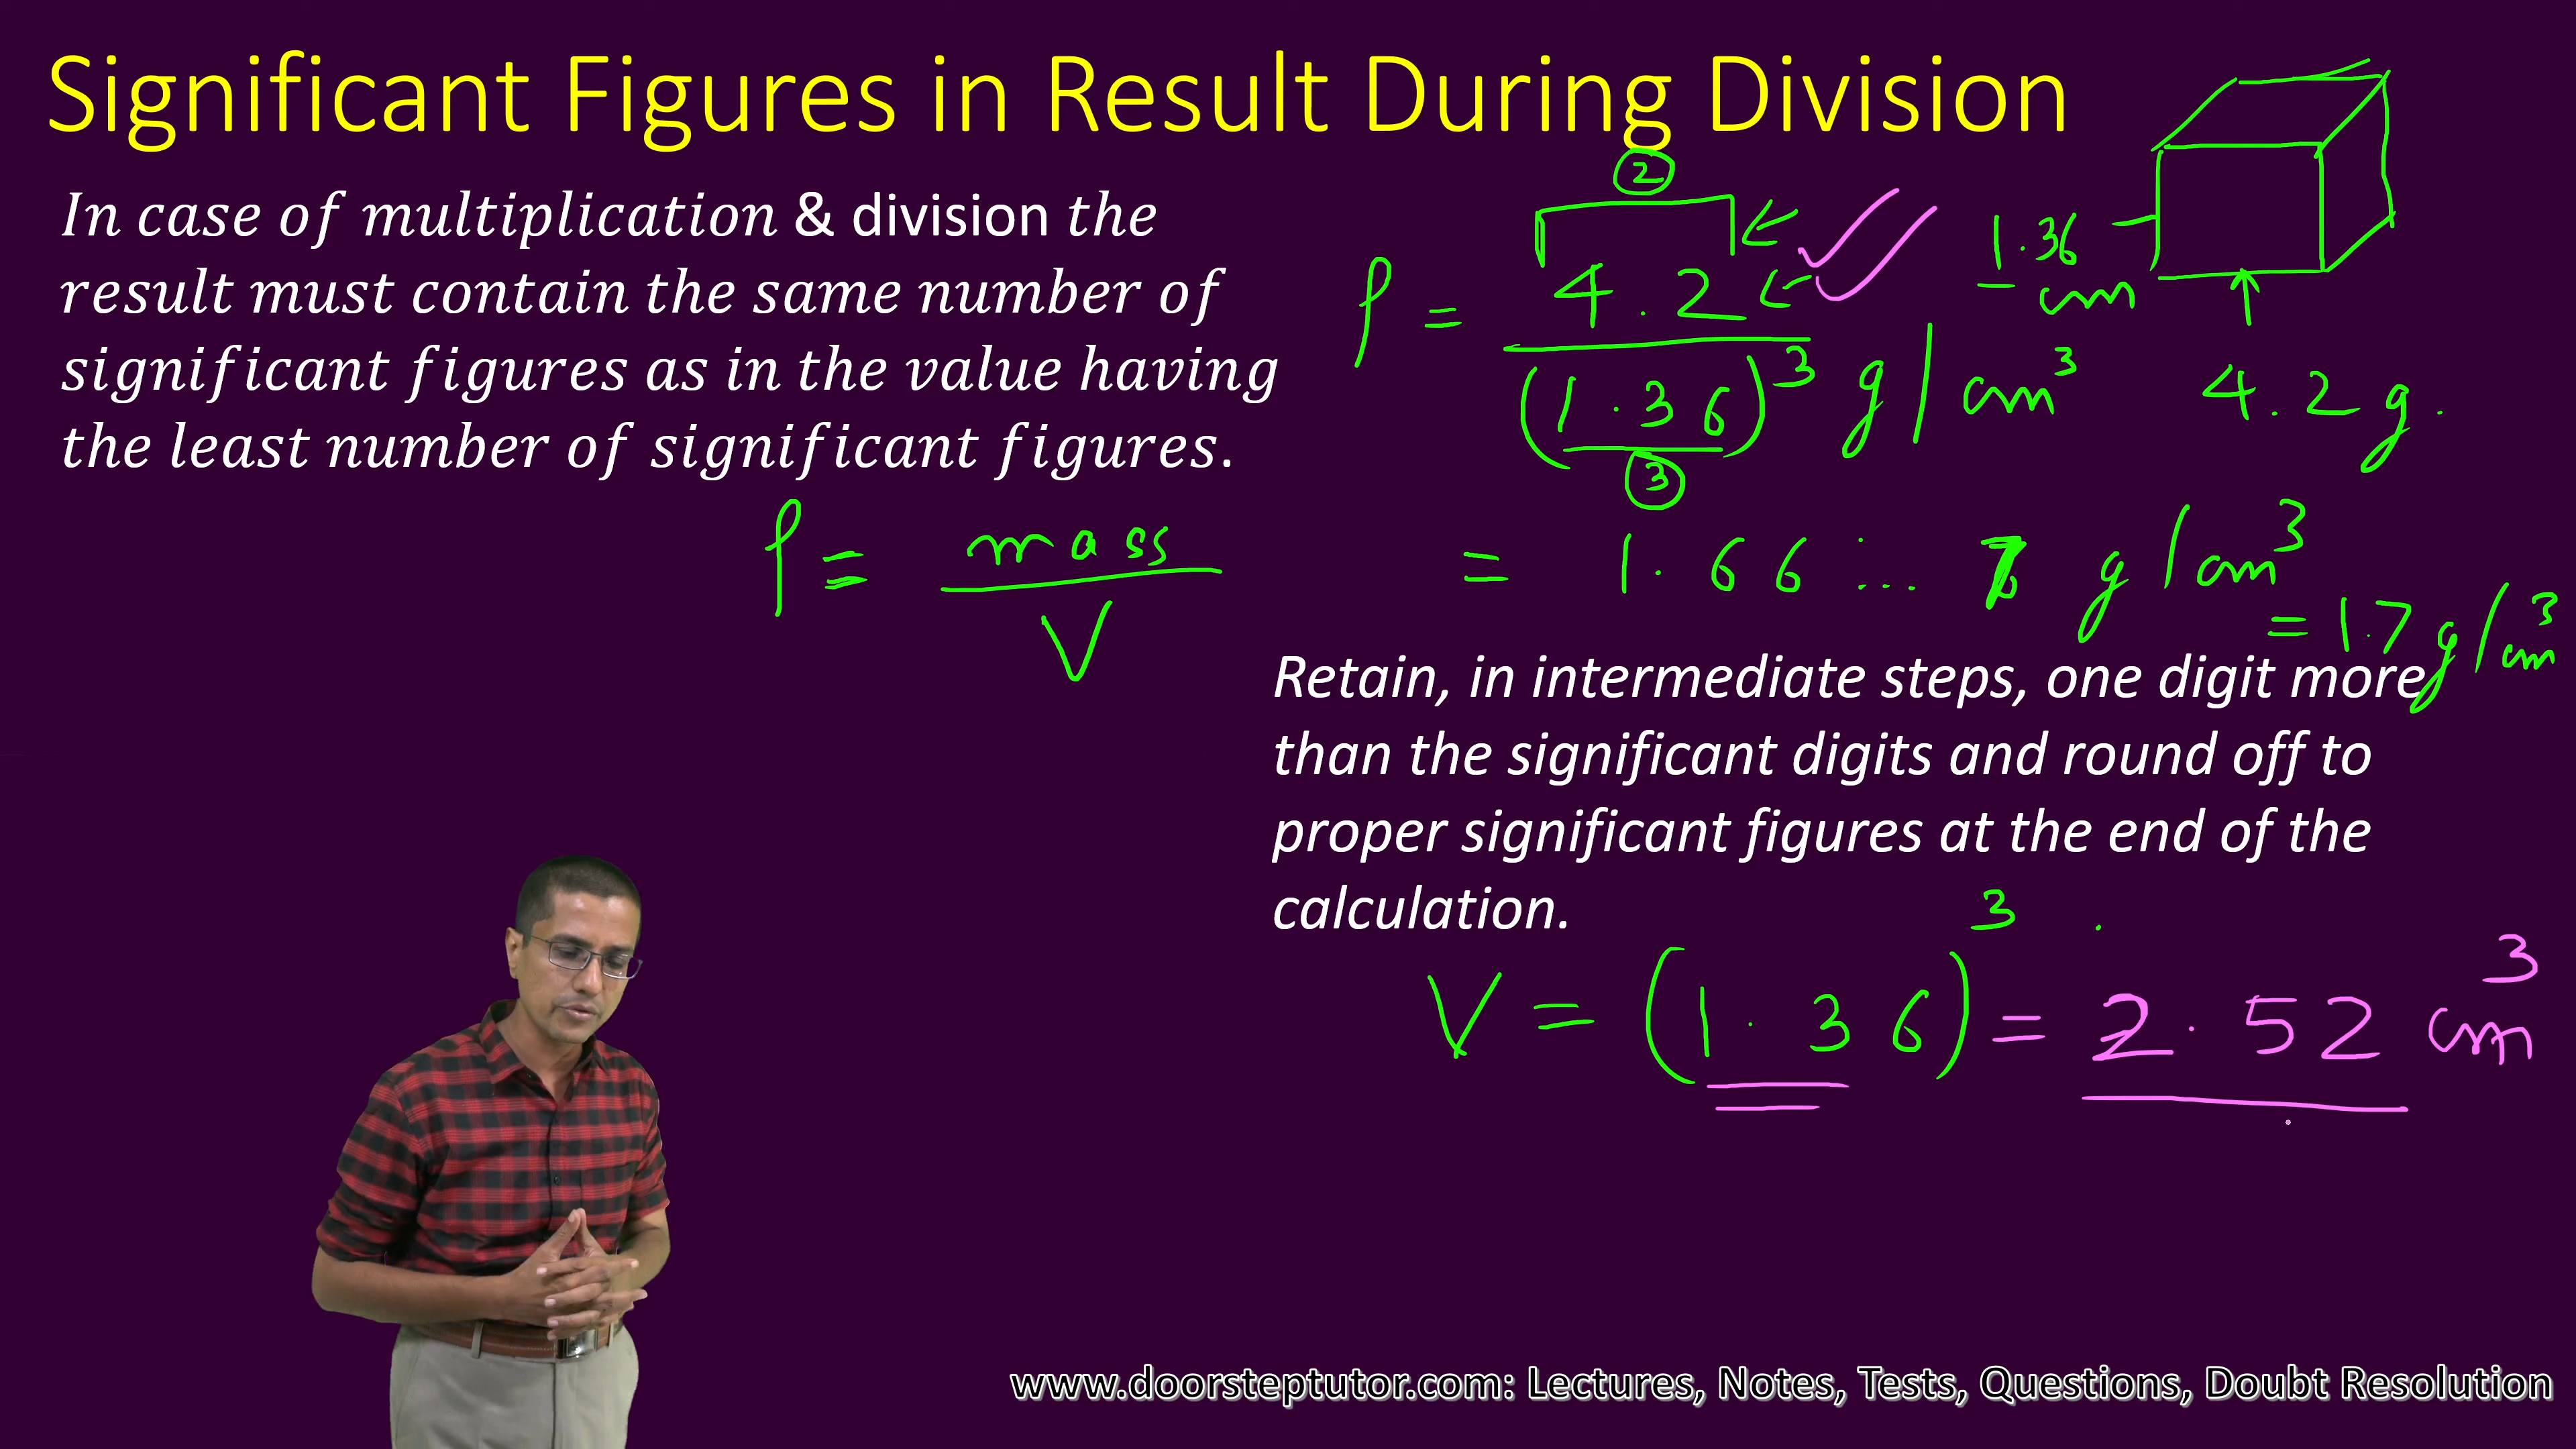 Significant Figures in Result During Division
In case of multiplication & division the
result must contain the same number of
significant figures as in the value having
the least number of significant figures.
ρ = mass / V
2
ρ = 4.2 / (1.36)³ g/cm³
3
1.36
cm
4.2 g.
= 1.66... g/cm³
= 1.7 g/cm³
Retain, in intermediate steps, one digit more
than the significant digits and round off to
proper significant figures at the end of the
calculation.
V = (1.36)³ = 2.52 cm³
www.doorsteptutor.com: Lectures, Notes, Tests, Questions, Doubt Resolution